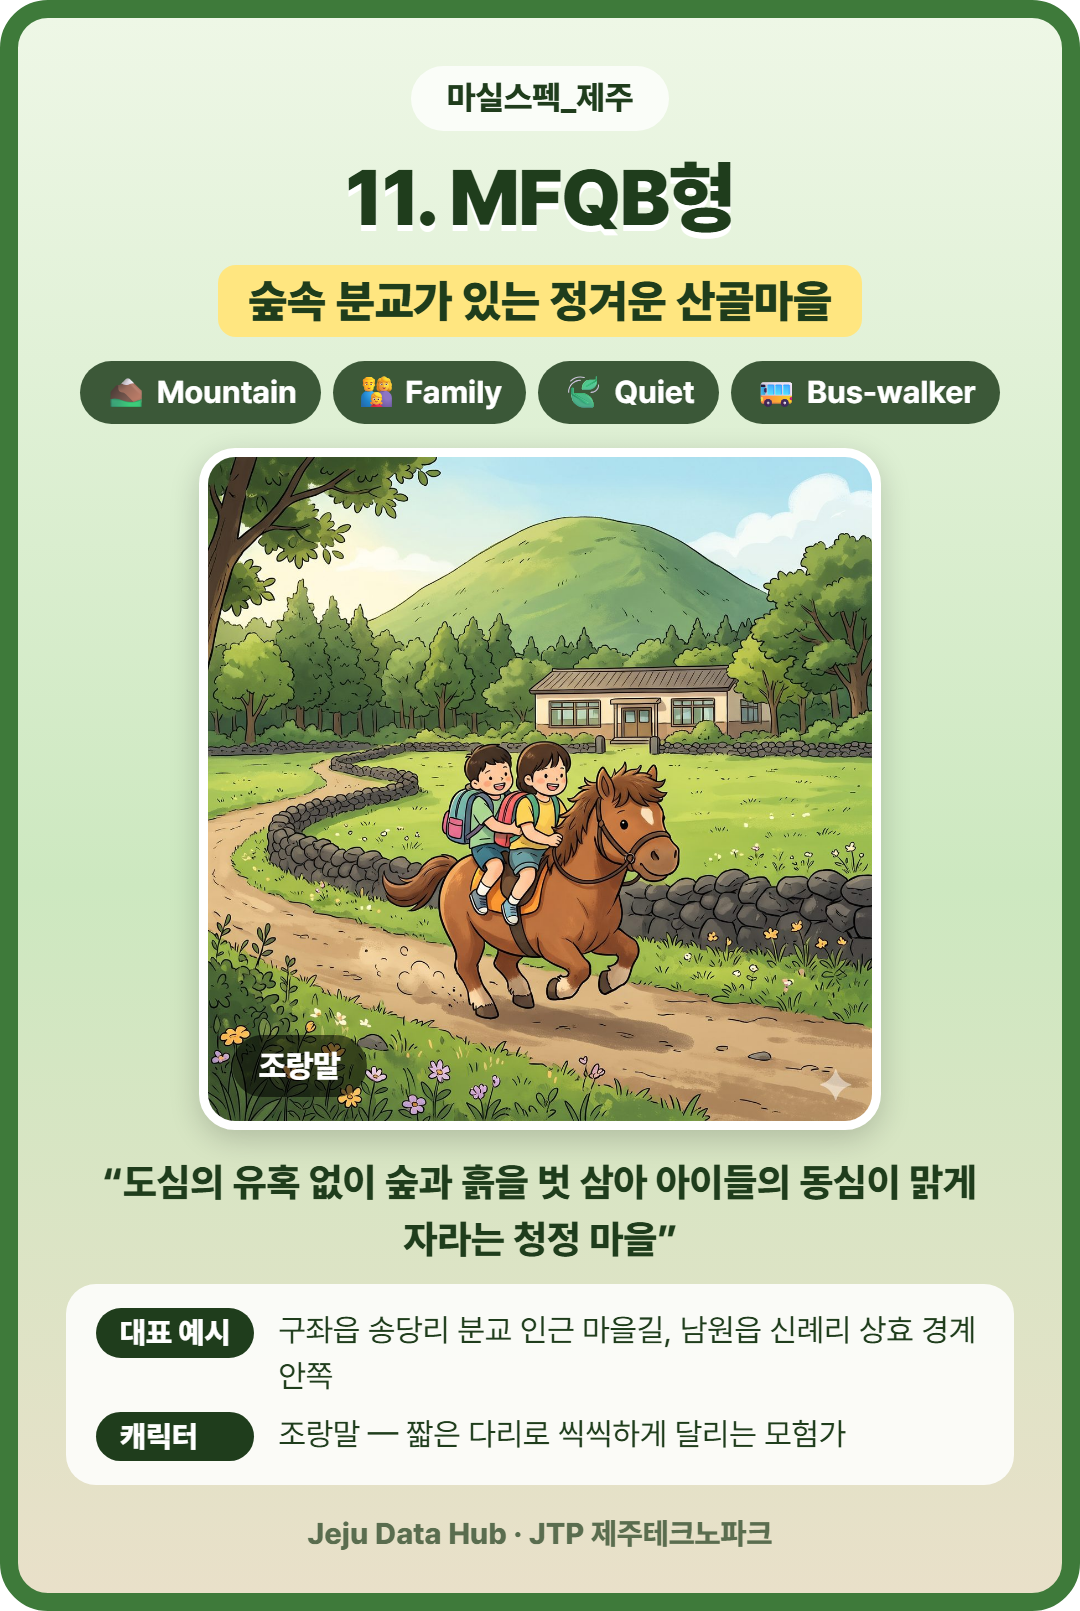 마실스펙_제주
11. MFQB형
숲속 분교가 있는 정겨운 산골마을
Mountain
Family
Quiet
Bus-walker
조랑말
“도심의 유혹 없이 숲과 흙을 벗 삼아 아이들의 동심이 맑게
자라는 청정 마을”
대표 예시
구좌읍 송당리 분교 인근 마을길, 남원읍 신례리 상효 경계
안쪽
캐릭터
조랑말 — 짧은 다리로 씩씩하게 달리는 모험가
Jeju Data Hub · JTP 제주테크노파크